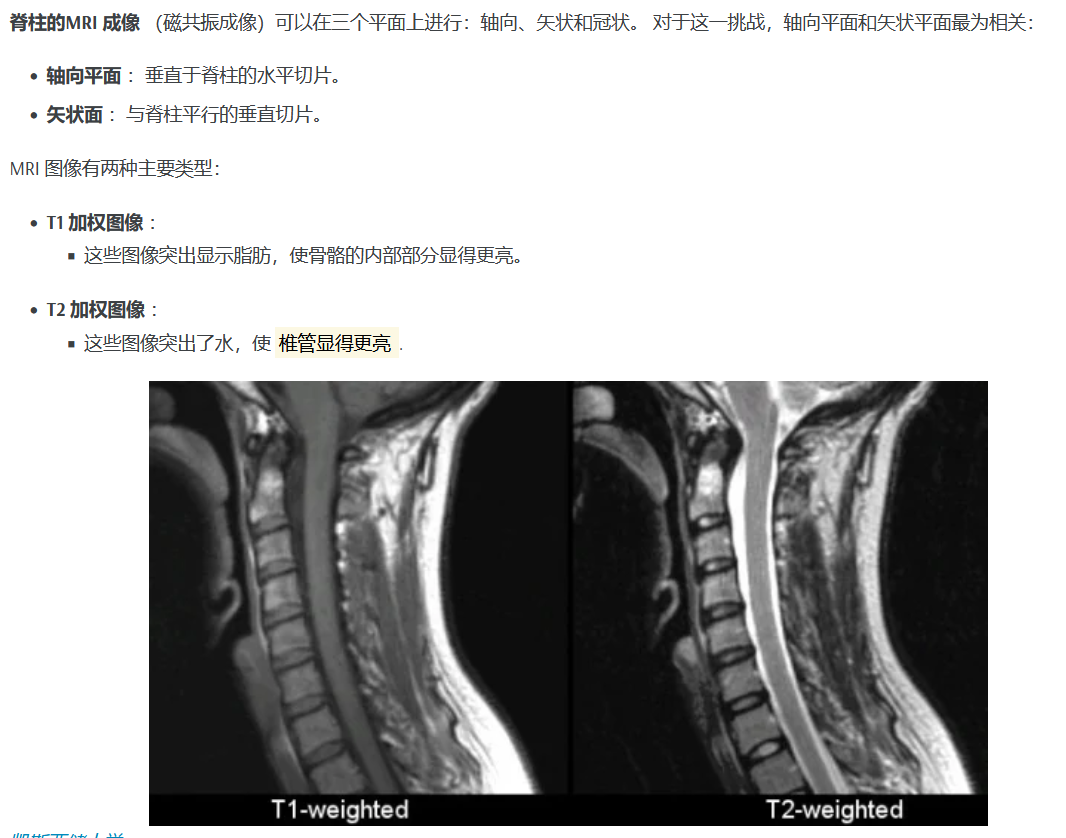 脊柱的MRI 成像 （磁共振成像）可以在三个平面上进行：轴向、矢状和冠状。 对于这一挑战，轴向平面和矢状平面最为相关：
• 轴向平面 ：垂直于脊柱的水平切片。
• 矢状面 ：与脊柱平行的垂直切片。
MRI 图像有两种主要类型：
• T1 加权图像 ：
▪ 这些图像突出显示脂肪，使骨骼的内部部分显得更亮。
• T2 加权图像 ：
▪ 这些图像突出了水，使 椎管显得更亮 .
T1-weighted T2-weighted